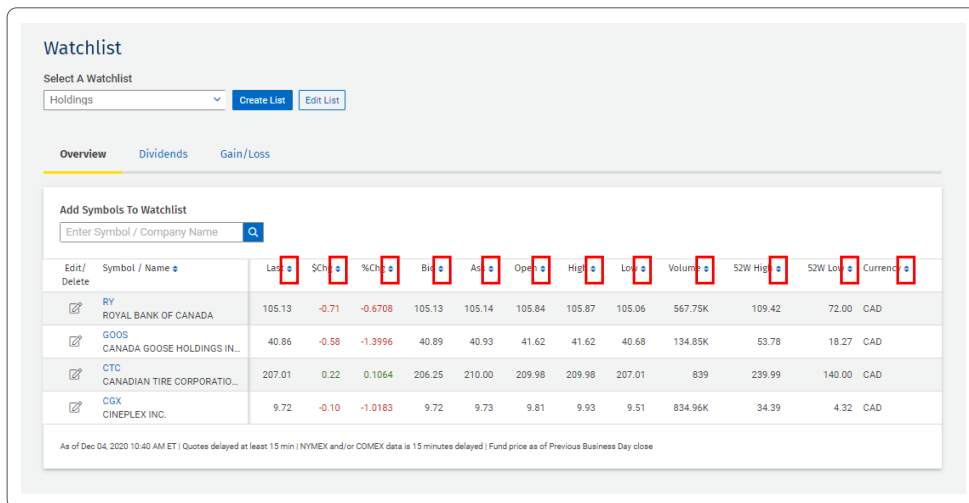 Watchlist
Select A Watchlist
Holdings Create List Edit List
Overview Dividends Gain/Loss
Add Symbols To Watchlist
Enter Symbol / Company Name
Edit/ Delete Symbol / Name Last $Chg %Chg Bid Ask Open High Low Volume 52W High 52W Low Currency
RY 105.13 -0.71 -0.6708 105.13 105.14 105.84 105.87 105.06 567.75K 109.42 72.00 CAD
ROYAL BANK OF CANADA
GOOS 40.86 -0.58 -1.3996 40.89 40.93 41.62 41.62 40.68 134.85K 53.78 18.27 CAD
CANADA GOOSE HOLDINGS IN...
CTC 207.01 0.22 0.1064 206.25 210.00 209.98 209.98 207.01 839 239.99 140.00 CAD
CANADIAN TIRE CORPORATIO...
CGX 9.72 -0.10 -1.0183 9.72 9.73 9.81 9.93 9.51 834.96K 34.39 4.32 CAD
CINEPLEX INC.
As of Dec 04, 2020 10:40 AM ET | Quotes delayed at least 15 min | NYMEX and/or COMEX data is 15 minutes delayed | Fund price as of Previous Business Day close